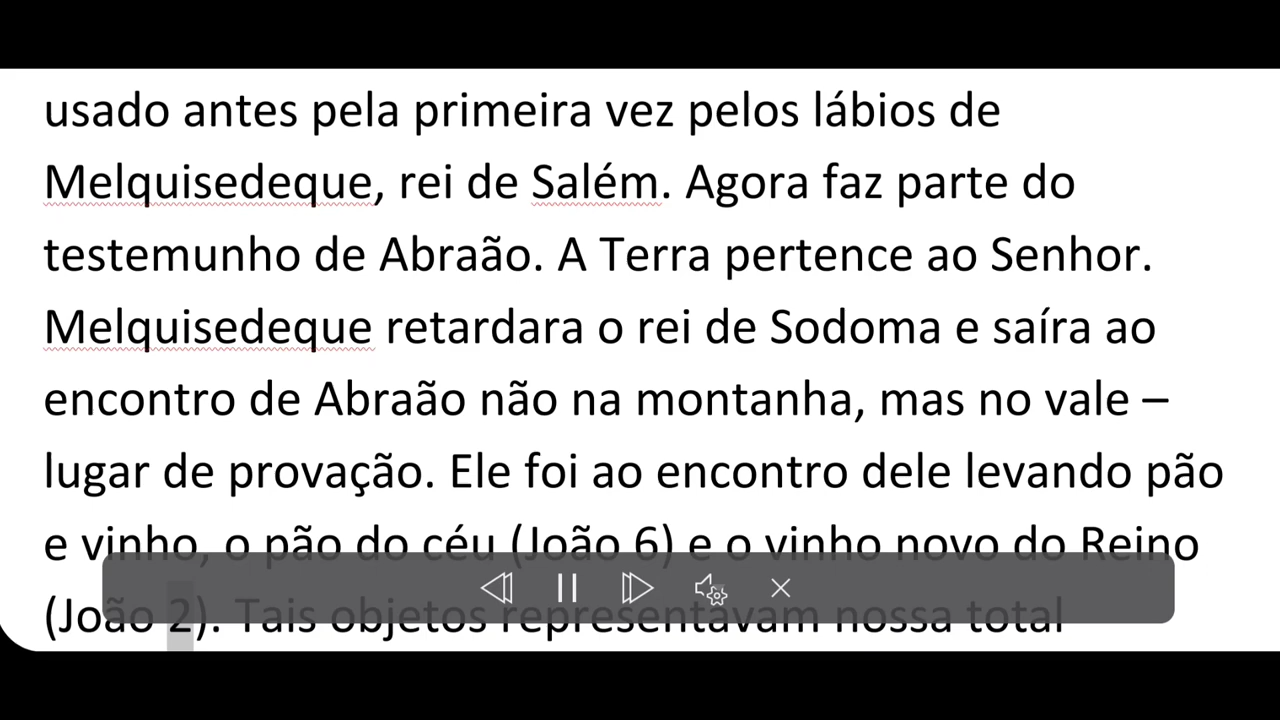 usado antes pela primeira vez pelos lábios de
Melquisedeque, rei de Salém. Agora faz parte do
testemunho de Abraão. A Terra pertence ao Senhor.
Melquisedeque retardara o rei de Sodoma e saíra ao
encontro de Abraão não na montanha, mas no vale –
lugar de provação. Ele foi ao encontro dele levando pão
e vinho, o pão do céu (João 6) e o vinho novo do Reino
(João 2). Tais objetos representavam nossa total